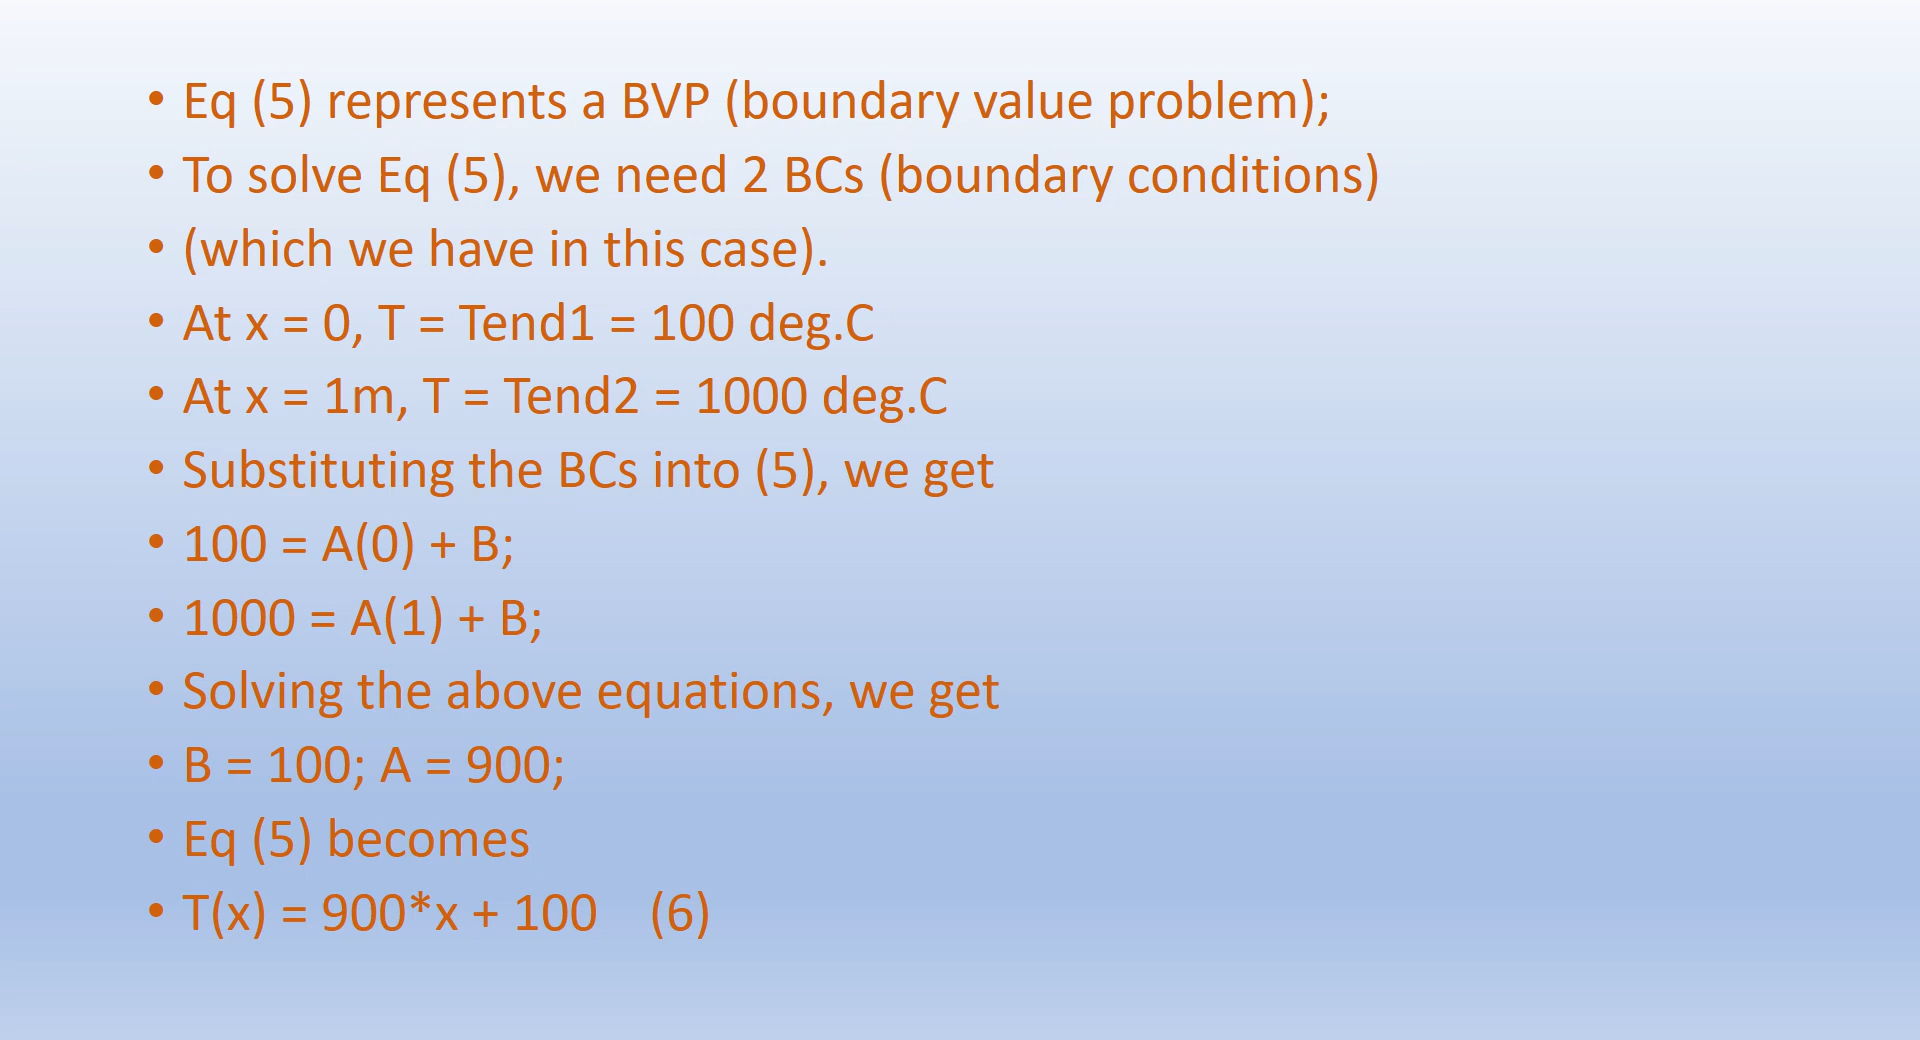 • Eq (5) represents a BVP (boundary value problem);
• To solve Eq (5), we need 2 BCs (boundary conditions)
• (which we have in this case).
• At x = 0, T = Tend1 = 100 deg.C
• At x = 1m, T = Tend2 = 1000 deg.C
• Substituting the BCs into (5), we get
• 100 = A(0) + B;
• 1000 = A(1) + B;
• Solving the above equations, we get
• B = 100; A = 900;
• Eq (5) becomes
• T(x) = 900*x + 100    (6)